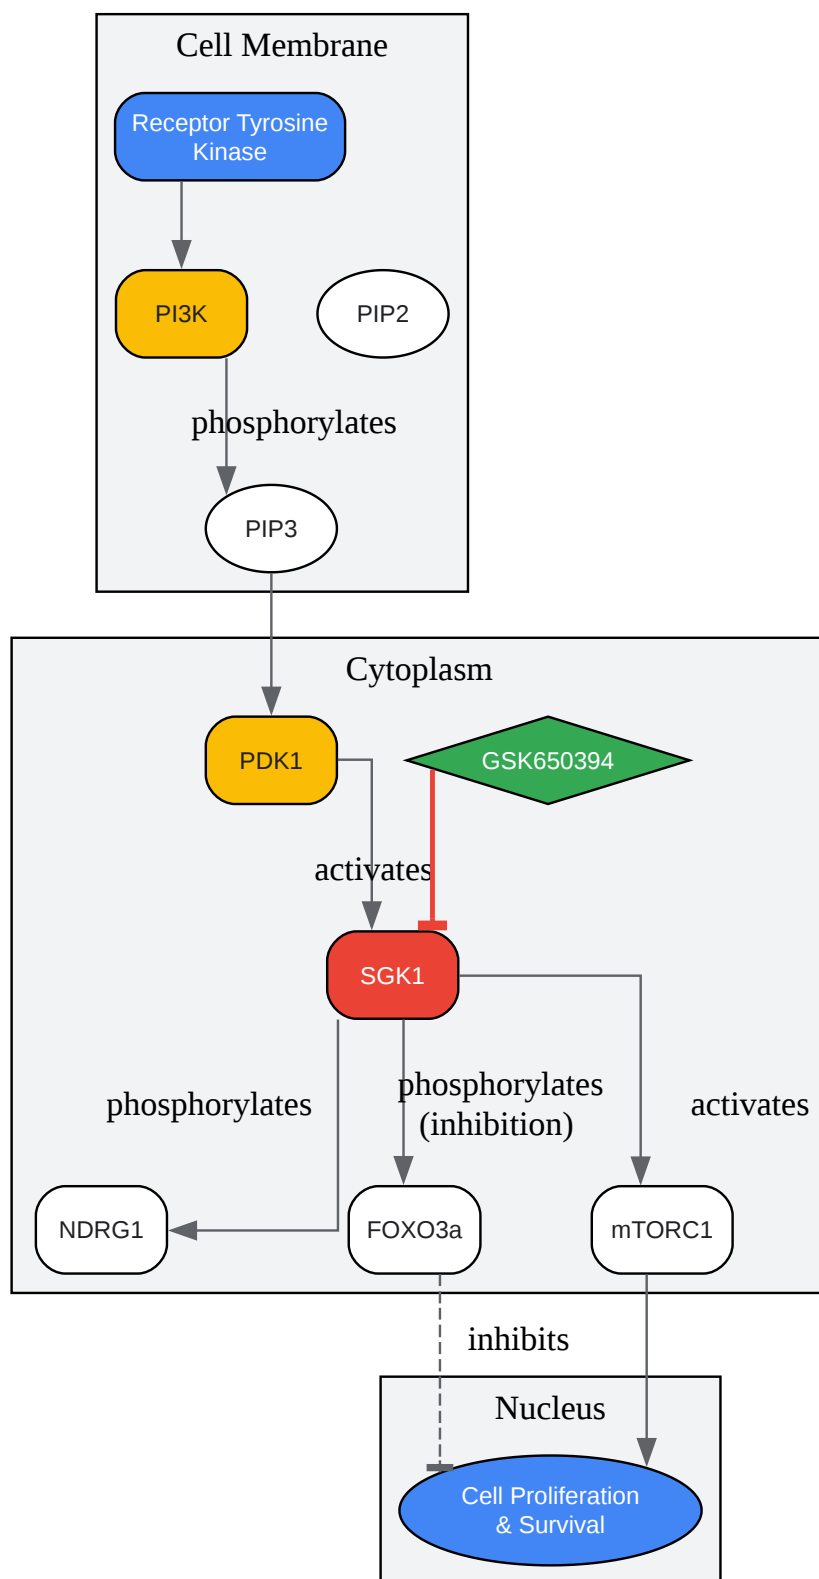 Cell Membrane
Receptor Tyrosine
Kinase
PI3K
PIP2
phosphorylates
PIP3
Cytoplasm
PDK1
GSK650394
activates
SGK1
phosphorylates
phosphorylates
(inhibition)
activates
NDRG1
FOXO3a
mTORC1
inhibits
Nucleus
Cell Proliferation
& Survival